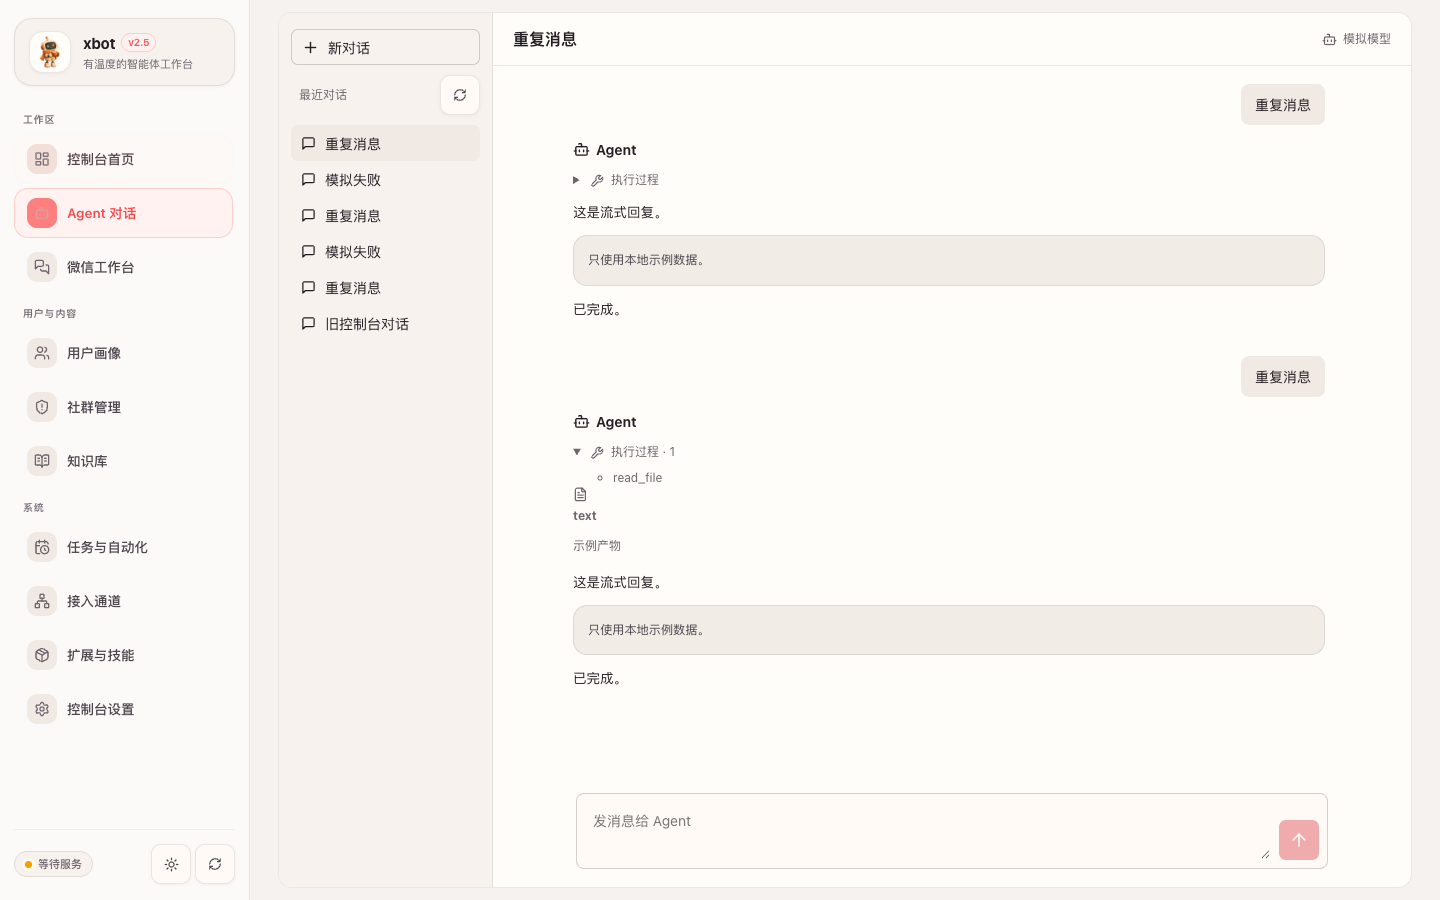 xbot v2.5
有温度的智能体工作台
工作区
控制台首页
Agent 对话
微信工作台
用户与内容
用户画像
社群管理
知识库
系统
任务与自动化
接入通道
扩展与技能
控制台设置
等待服务
新对话
最近对话
重复消息
模拟失败
重复消息
模拟失败
重复消息
旧控制台对话
重复消息
模拟模型
重复消息
Agent
执行过程
这是流式回复。
只使用本地示例数据。
已完成。
重复消息
Agent
执行过程 · 1
read_file
text
示例产物
这是流式回复。
只使用本地示例数据。
已完成。
发消息给 Agent